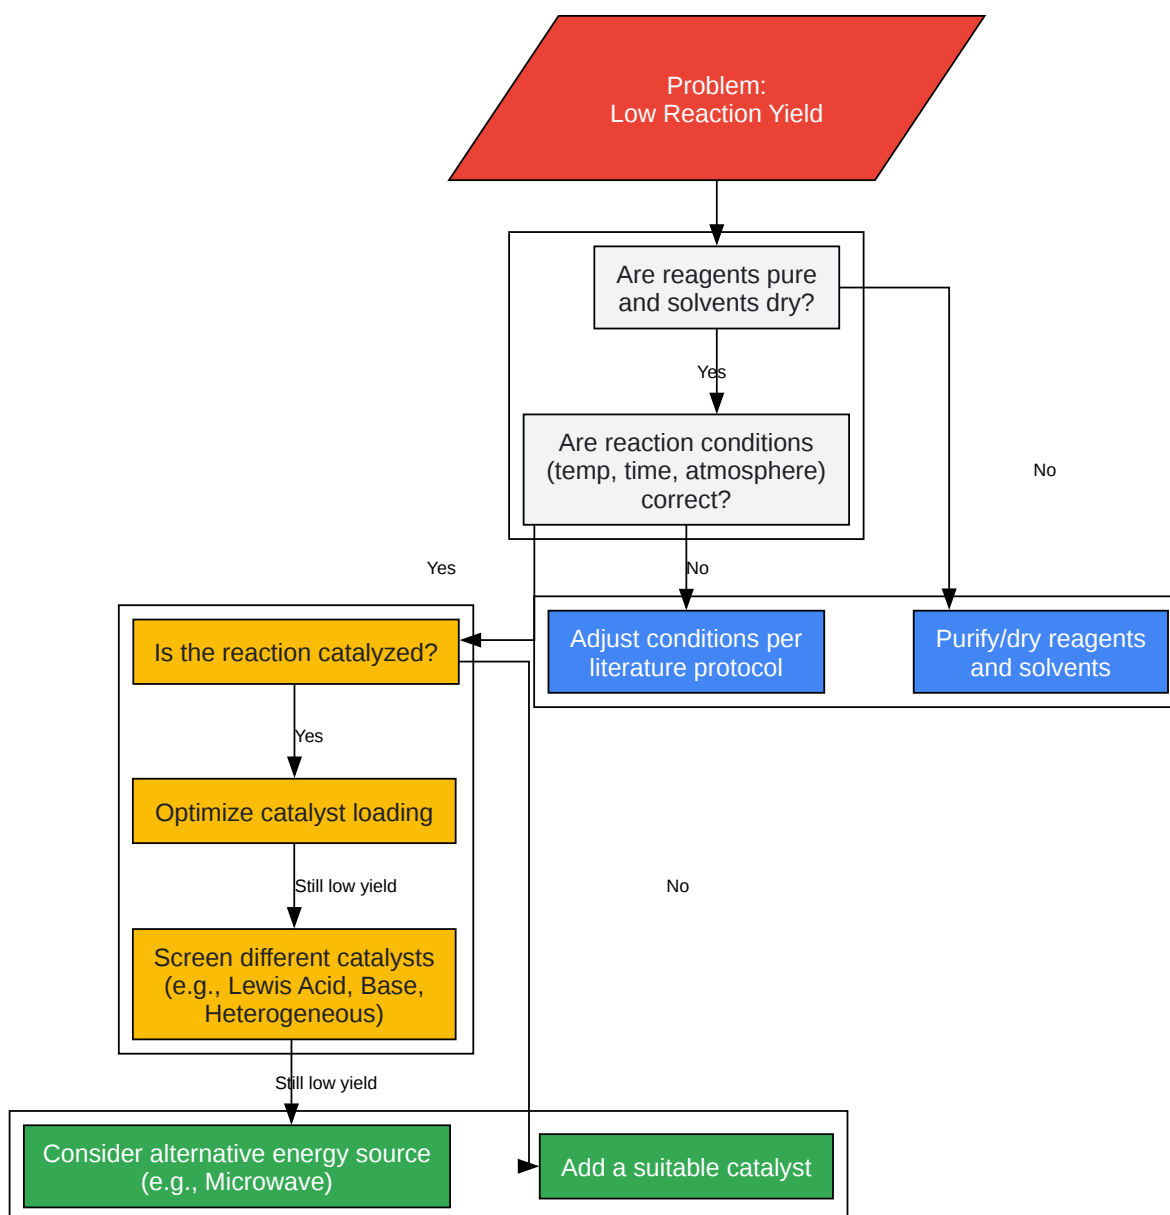 Problem:
Low Reaction Yield
Are reagents pure
and solvents dry?
Yes
Are reaction conditions
(temp, time, atmosphere)
correct?
No
Yes
No
Is the reaction catalyzed?
Adjust conditions per
literature protocol
Purify/dry reagents
and solvents
Yes
Optimize catalyst loading
Still low yield
No
Screen different catalysts
(e.g., Lewis Acid, Base,
Heterogeneous)
Still low yield
Consider alternative energy source
(e.g., Microwave)
Add a suitable catalyst